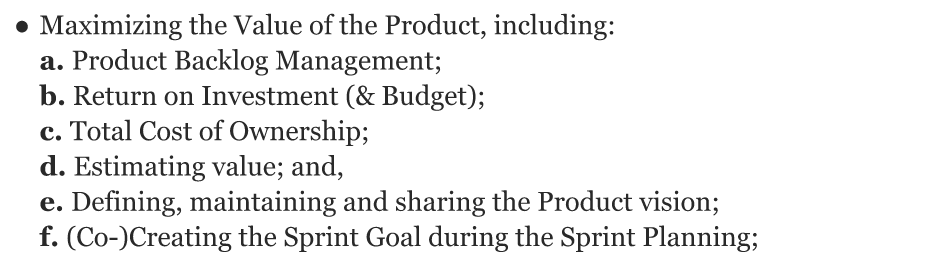 ● Maximizing the Value of the Product, including:
a. Product Backlog Management;
b. Return on Investment (& Budget);
c. Total Cost of Ownership;
d. Estimating value; and,
e. Defining, maintaining and sharing the Product vision;
f. (Co-)Creating the Sprint Goal during the Sprint Planning;